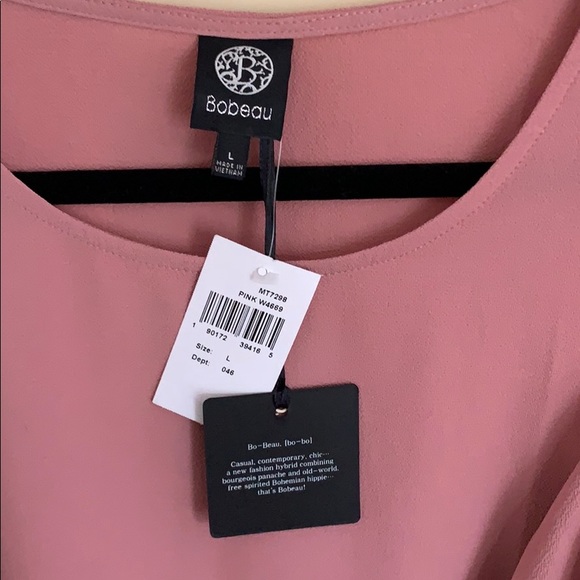 B
Bobeau
L
MADE IN
VIETNAM
MT7298
PINK W4669
1 90172 39416 5
Size: L
Dept: 046
Bo-Beau, [bo-bo]
Casual, contemporary, chic...
a new fashion hybrid combining
bourgeois panache and old-world,
free spirited Bohemian hippie...
that's Bobeau!